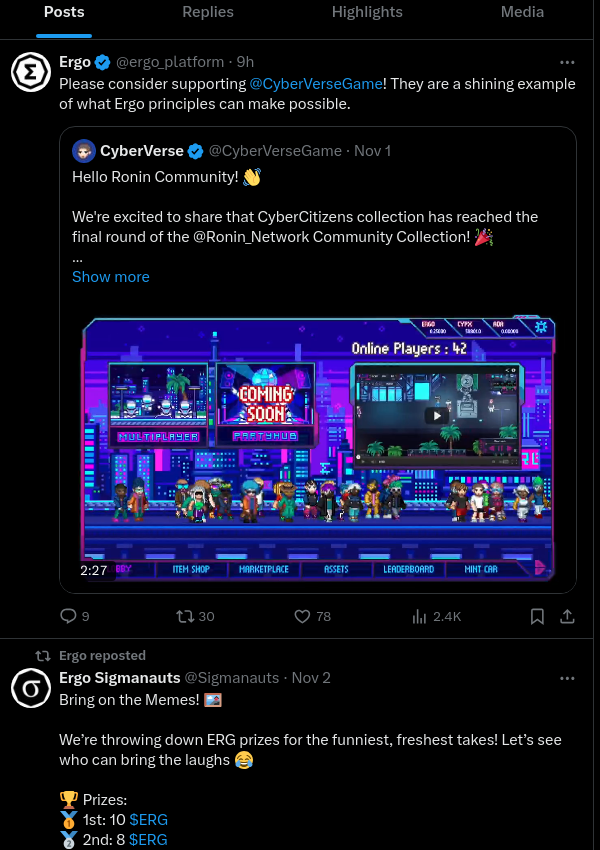 Posts Replies Highlights Media
Ergo @ergo_platform · 9h
Please consider supporting @CyberVerseGame! They are a shining example
of what Ergo principles can make possible.
CyberVerse @CyberVerseGame · Nov 1
Hello Ronin Community! 👋
We're excited to share that CyberCitizens collection has reached the
final round of the @Ronin_Network Community Collection! 🎉
...
Show more
ERGO CYPX ADA
Online Players : 42
COMING
SOON
MULTIPLAYER PARTYHUB
2:27 ITEM SHOP MARKETPLACE ASSETS LEADERBOARD MINT CAR
9 30 78 2.4K
Ergo reposted
Ergo Sigmanauts @Sigmanauts · Nov 2
Bring on the Memes! 🖼️
We’re throwing down ERG prizes for the funniest, freshest takes! Let’s see
who can bring the laughs 😂
🏆 Prizes:
🥇 1st: 10 $ERG
🥈 2nd: 8 $ERG